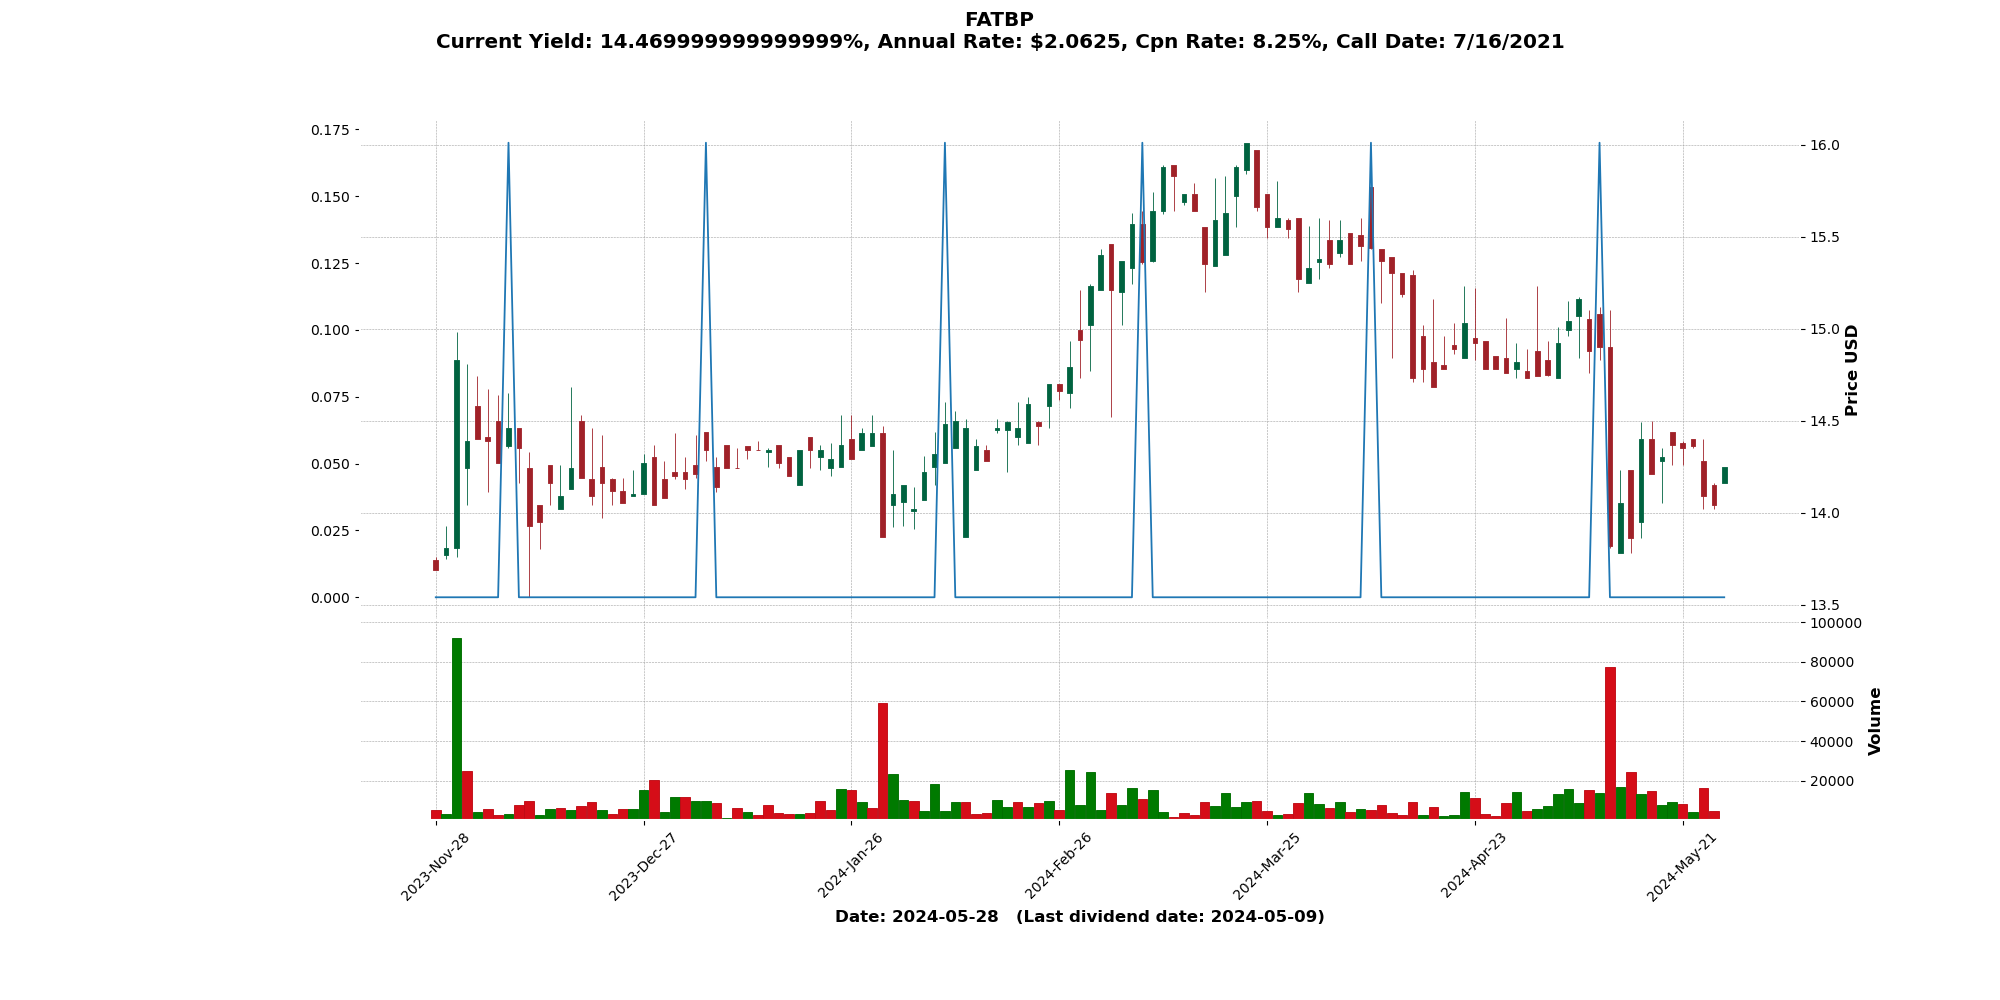 FATBP
Current Yield: 14.469999999999999%, Annual Rate: $2.0625, Cpn Rate: 8.25%, Call Date: 7/16/2021
0.175
0.150
0.125
0.100
0.075
0.050
0.025
0.000
16.0
15.5
15.0
14.5
14.0
13.5
Price USD
100000
80000
60000
40000
20000
Volume
2023-Nov-28
2023-Dec-27
2024-Jan-26
2024-Feb-26
2024-Mar-25
2024-Apr-23
2024-May-21
Date: 2024-05-28 (Last dividend date: 2024-05-09)